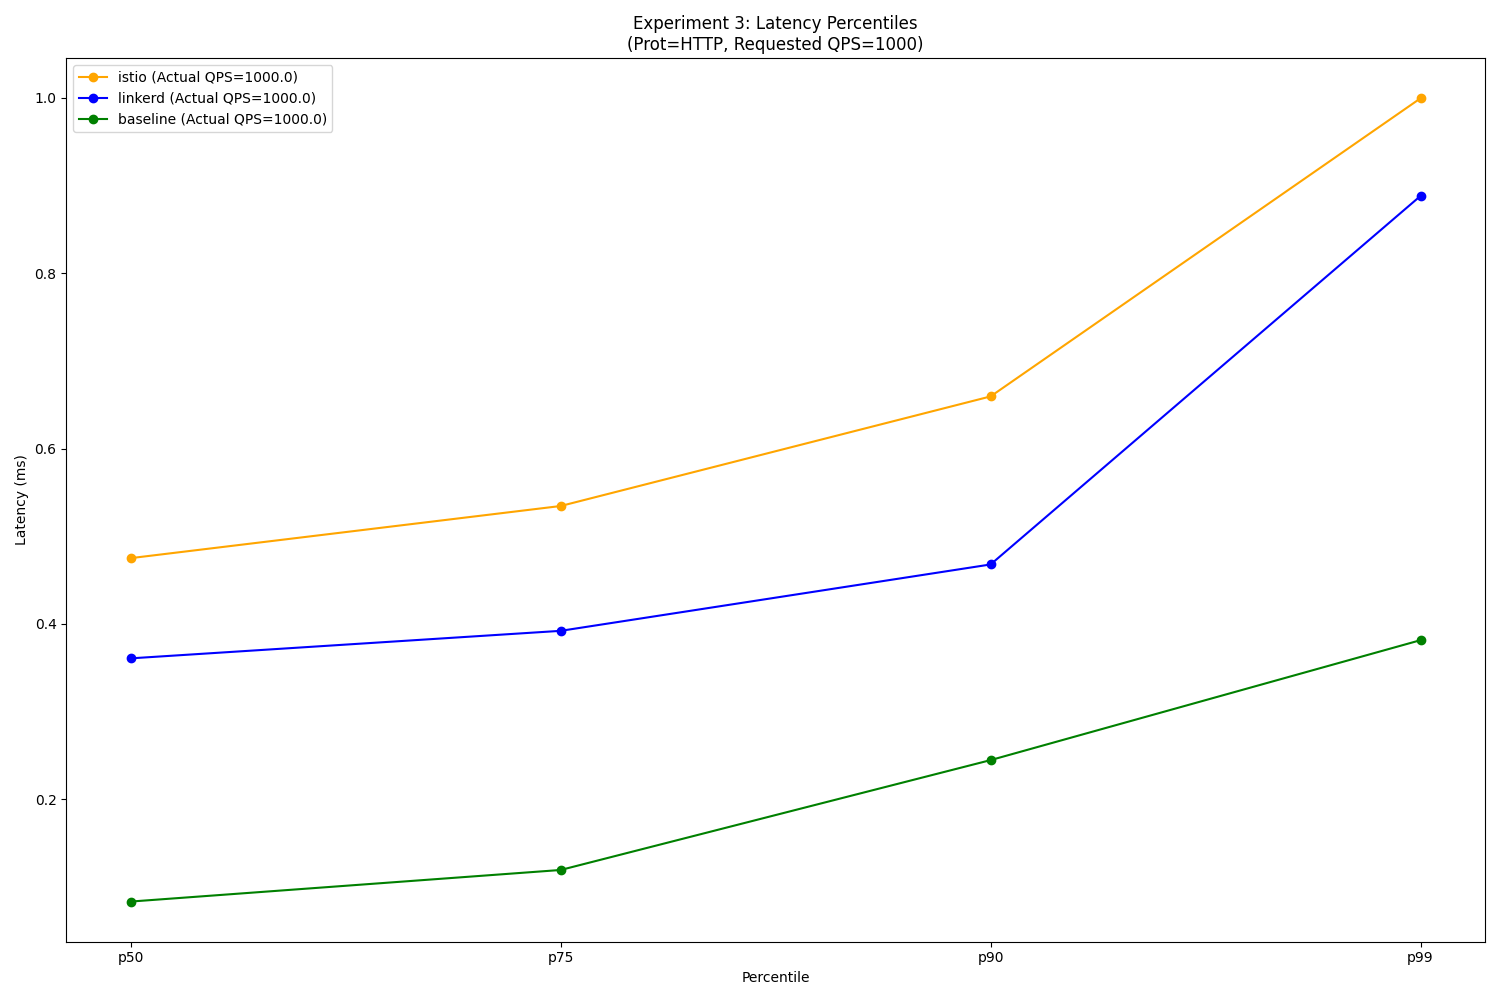 Experiment 3: Latency Percentiles
(Prot=HTTP, Requested QPS=1000)
istio (Actual QPS=1000.0)
linkerd (Actual QPS=1000.0)
baseline (Actual QPS=1000.0)
1.0
0.8
0.6
0.4
0.2
Latency (ms)
p50
p75
p90
p99
Percentile